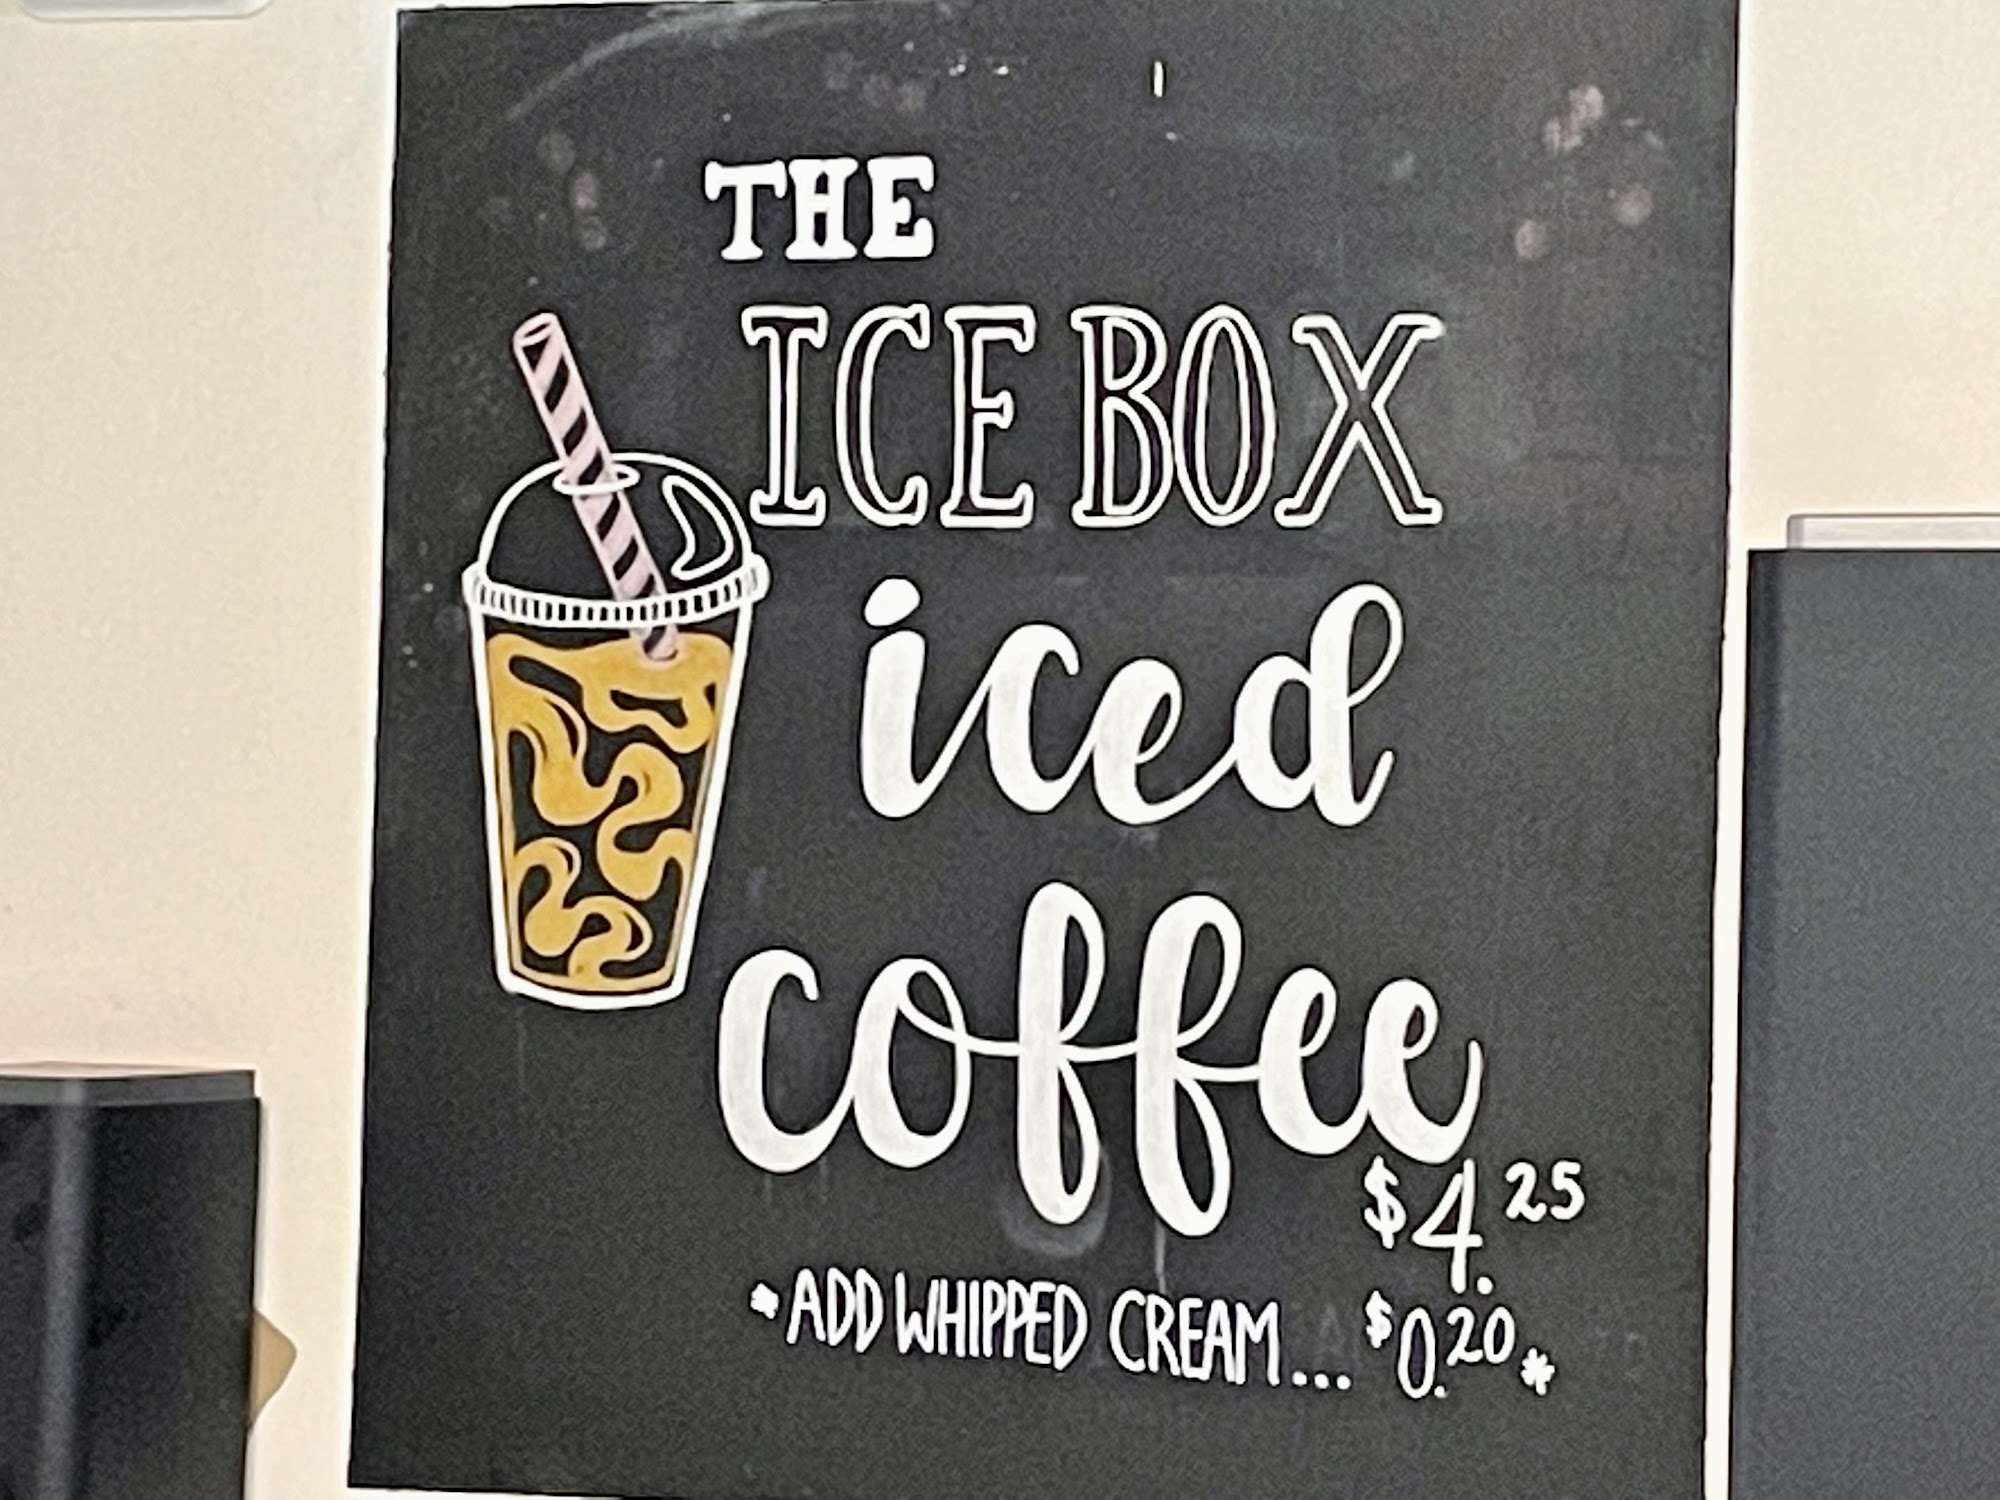 THE
ICE BOX
iced
coffee
$4.25
*ADD WHIPPED CREAM.... $0.20*